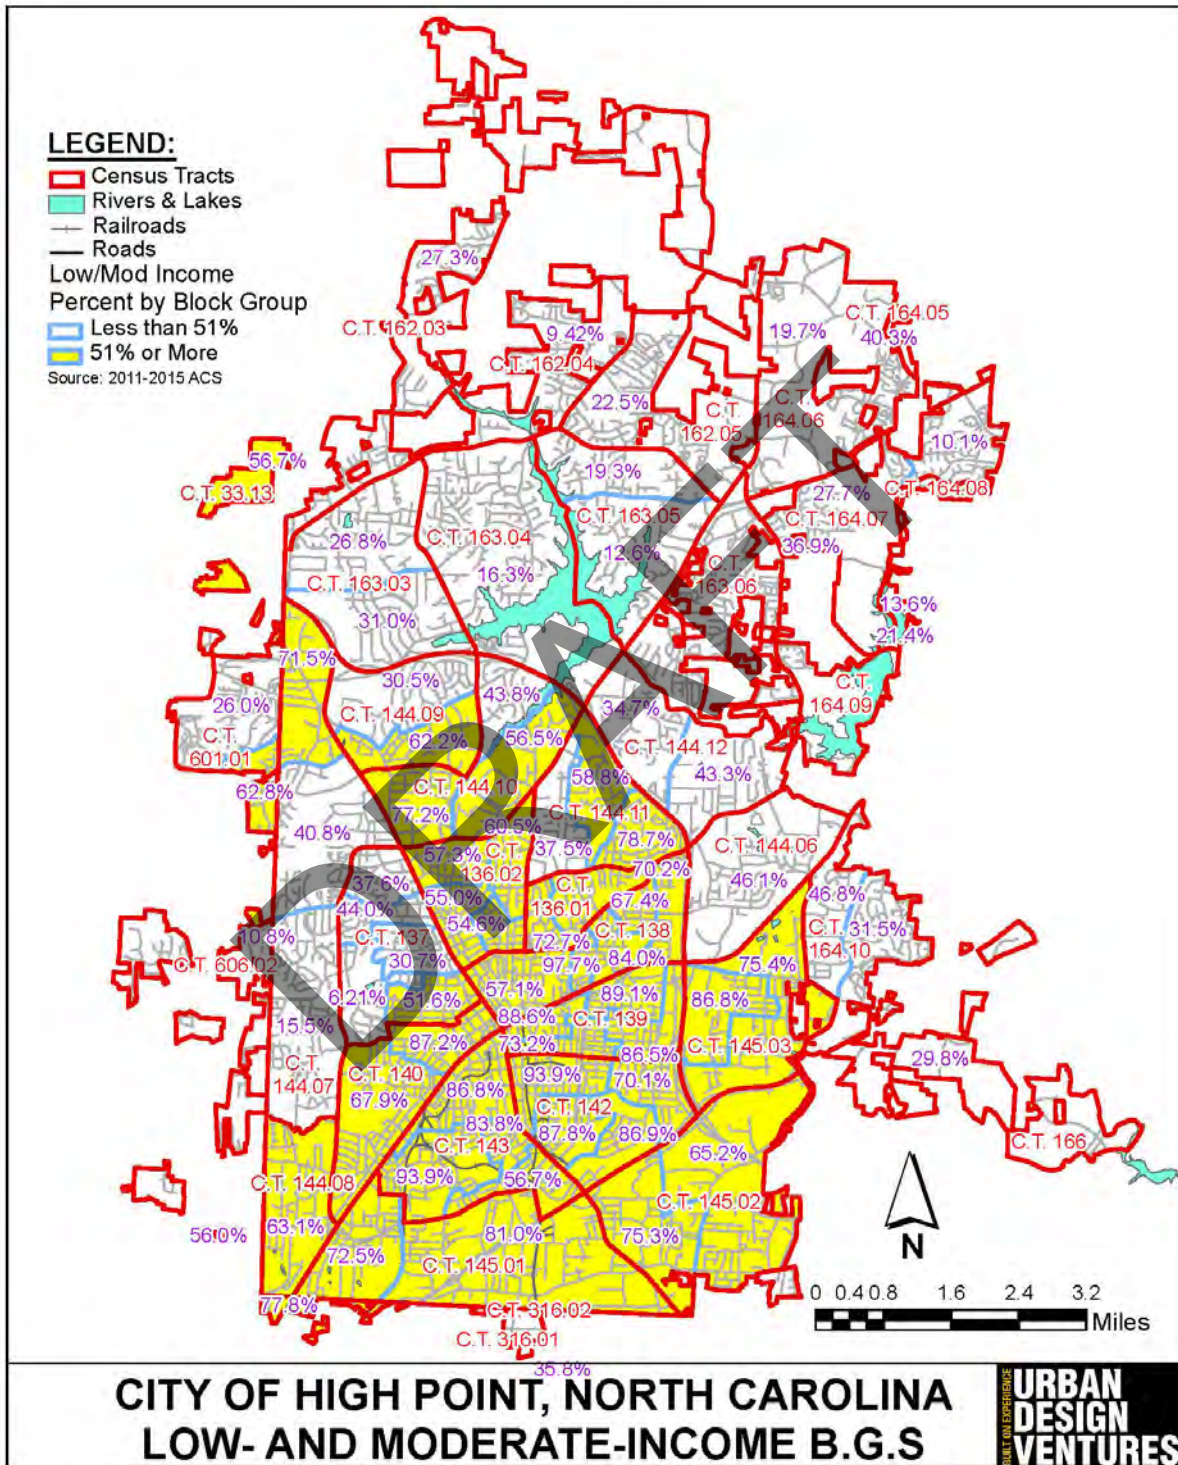 LEGEND:
Census Tracts
Rivers & Lakes
Railroads
Roads
Low/Mod Income
Percent by Block Group
Less than 51%
51% or More
Source: 2011-2015 ACS
27.3%
C.T. 162.03
9.42%
C.T. 162.04
22.5%
C.T.
162.05
19.7%
C.T. 164.05
40.3%
C.T.
164.06
10.1%
C.T. 164.08
56.7%
C.T. 33.13
19.3%
27.7%
C.T. 164.07
36.9%
C.T. 163.05
12.6%
C.T.
163.06
26.8%
C.T. 163.04
16.3%
C.T. 163.03
31.0%
13.6%
21.4%
C.T.
164.09
71.5%
30.5%
43.8%
34.7%
26.0%
C.T.
601.01
C.T. 144.09
62.2%
56.5%
C.T. 144.12
43.3%
58.8%
62.8%
C.T. 144.10
77.2%
C.T. 144.11
60.5%
37.5%
78.7%
40.8%
57.3%
C.T.
136.02
C.T. 144.06
46.1%
70.2%
37.6%
55.0%
C.T.
136.01
67.4%
46.8%
44.0%
54.6%
C.T. 138
72.7%
C.T.
164.10
31.5%
10.8%
C.T. 137
30.7%
97.7%
84.0%
75.4%
C.T. 606.02
6.21%
51.6%
57.1%
89.1%
86.8%
15.5%
88.6%
C.T. 139
87.2%
73.2%
86.5%
C.T. 145.03
29.8%
C.T.
144.07
C.T. 140
67.9%
86.8%
93.9%
70.1%
83.8%
C.T. 142
87.8%
86.9%
C.T. 143
65.2%
C.T. 166
93.9%
56.7%
C.T. 144.08
C.T. 145.02
56.0%
63.1%
72.5%
81.0%
75.3%
C.T. 145.01
77.8%
C.T. 316.02
C.T. 316.01
35.8%
DRAFT
N
0 0.4 0.8 1.6 2.4 3.2
Miles
CITY OF HIGH POINT, NORTH CAROLINA
LOW- AND MODERATE-INCOME B.G.S
BUILT ON EXPERIENCE
URBAN
DESIGN
VENTURES